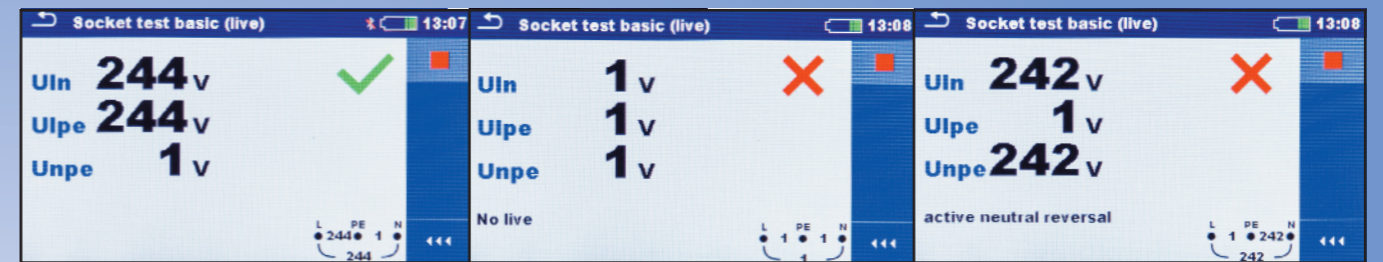 Socket test basic (live) 13:07
Uln 244 V
Ulpe 244 V
Unpe 1 V
L PE N
244 1
244
Socket test basic (live) 13:08
Uln 1 V
Ulpe 1 V
Unpe 1 V
No live
L PE N
1 1
1
Socket test basic (live) 13:08
Uln 242 V
Ulpe 1 V
Unpe 242 V
active neutral reversal
L PE N
1 242
242